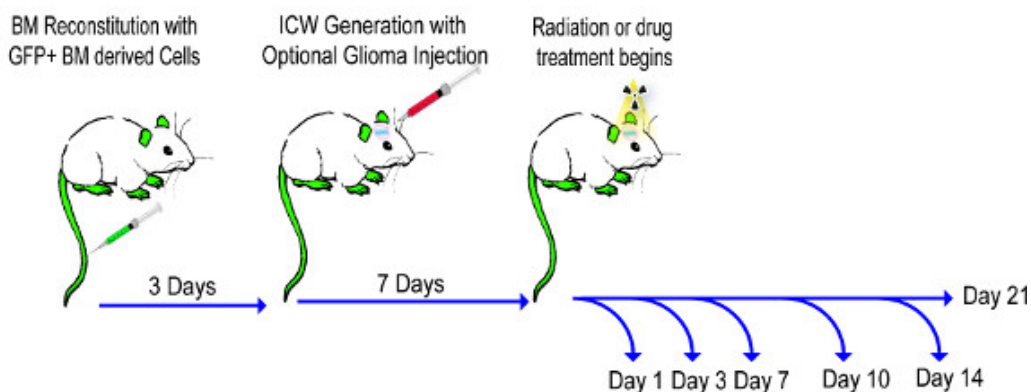 BM Reconstitution with
GFP+ BM derived Cells
ICW Generation with
Optional Glioma Injection
Radiation or drug
treatment begins
3 Days
7 Days
Day 21
Day 1
Day 3
Day 7
Day 10
Day 14